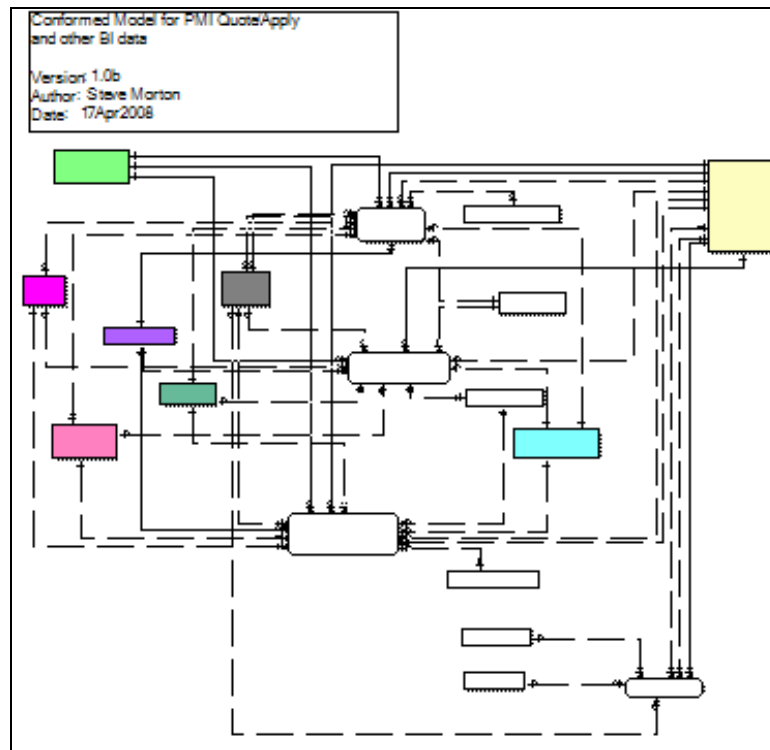 Conformed Model for PMI Quote/Apply
and other BI data
Version: 1.0b
Author: Steve Morton
Date: 17Apr2008